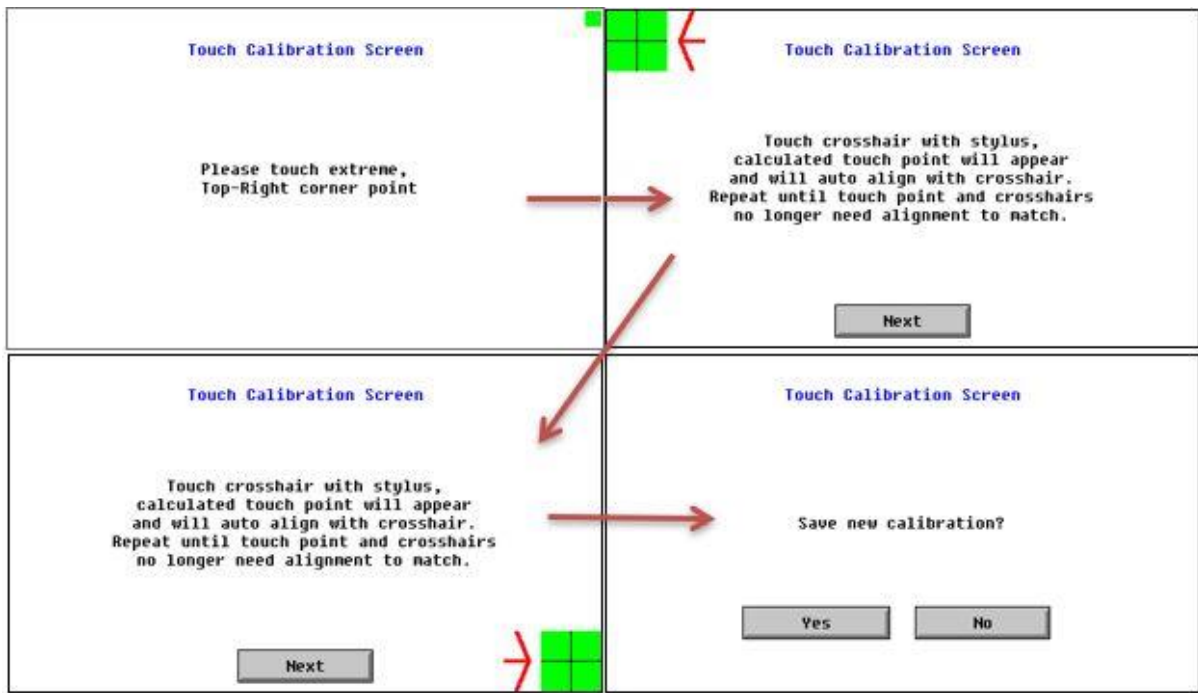 Touch Calibration Screen
Please touch extreme,
Top-Right corner point
Touch Calibration Screen
Touch crosshair with stylus,
calculated touch point will appear
and will auto align with crosshair.
Repeat until touch point and crosshairs
no longer need alignment to match.
Next
Touch Calibration Screen
Touch crosshair with stylus,
calculated touch point will appear
and will auto align with crosshair.
Repeat until touch point and crosshairs
no longer need alignment to match.
Next
Touch Calibration Screen
Save new calibration?
Yes No